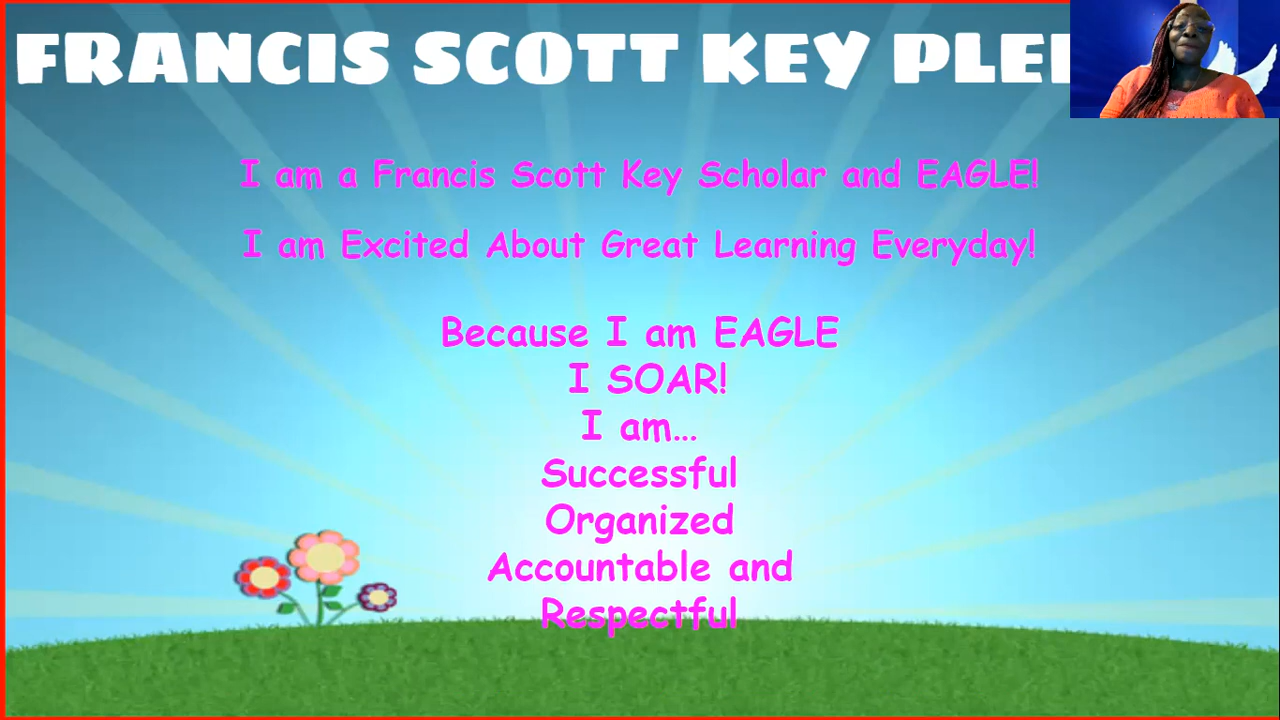 FRANCIS SCOTT KEY
I am a Francis Scott Key Scholar and EAGLE!
I am Excited About Great Learning Everyday!
Because I am EAGLE
I SOAR!
I am...
Successful
Organized
Accountable and
Respectful